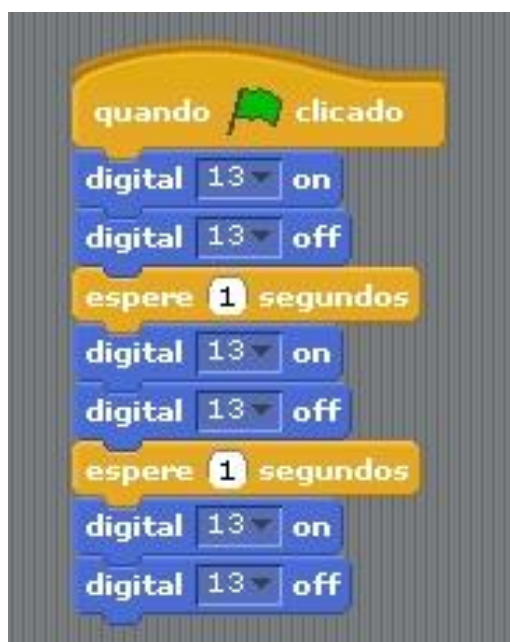 quando clicado
digital 13 on
digital 13 off
espere 1 segundos
digital 13 on
digital 13 off
espere 1 segundos
digital 13 on
digital 13 off